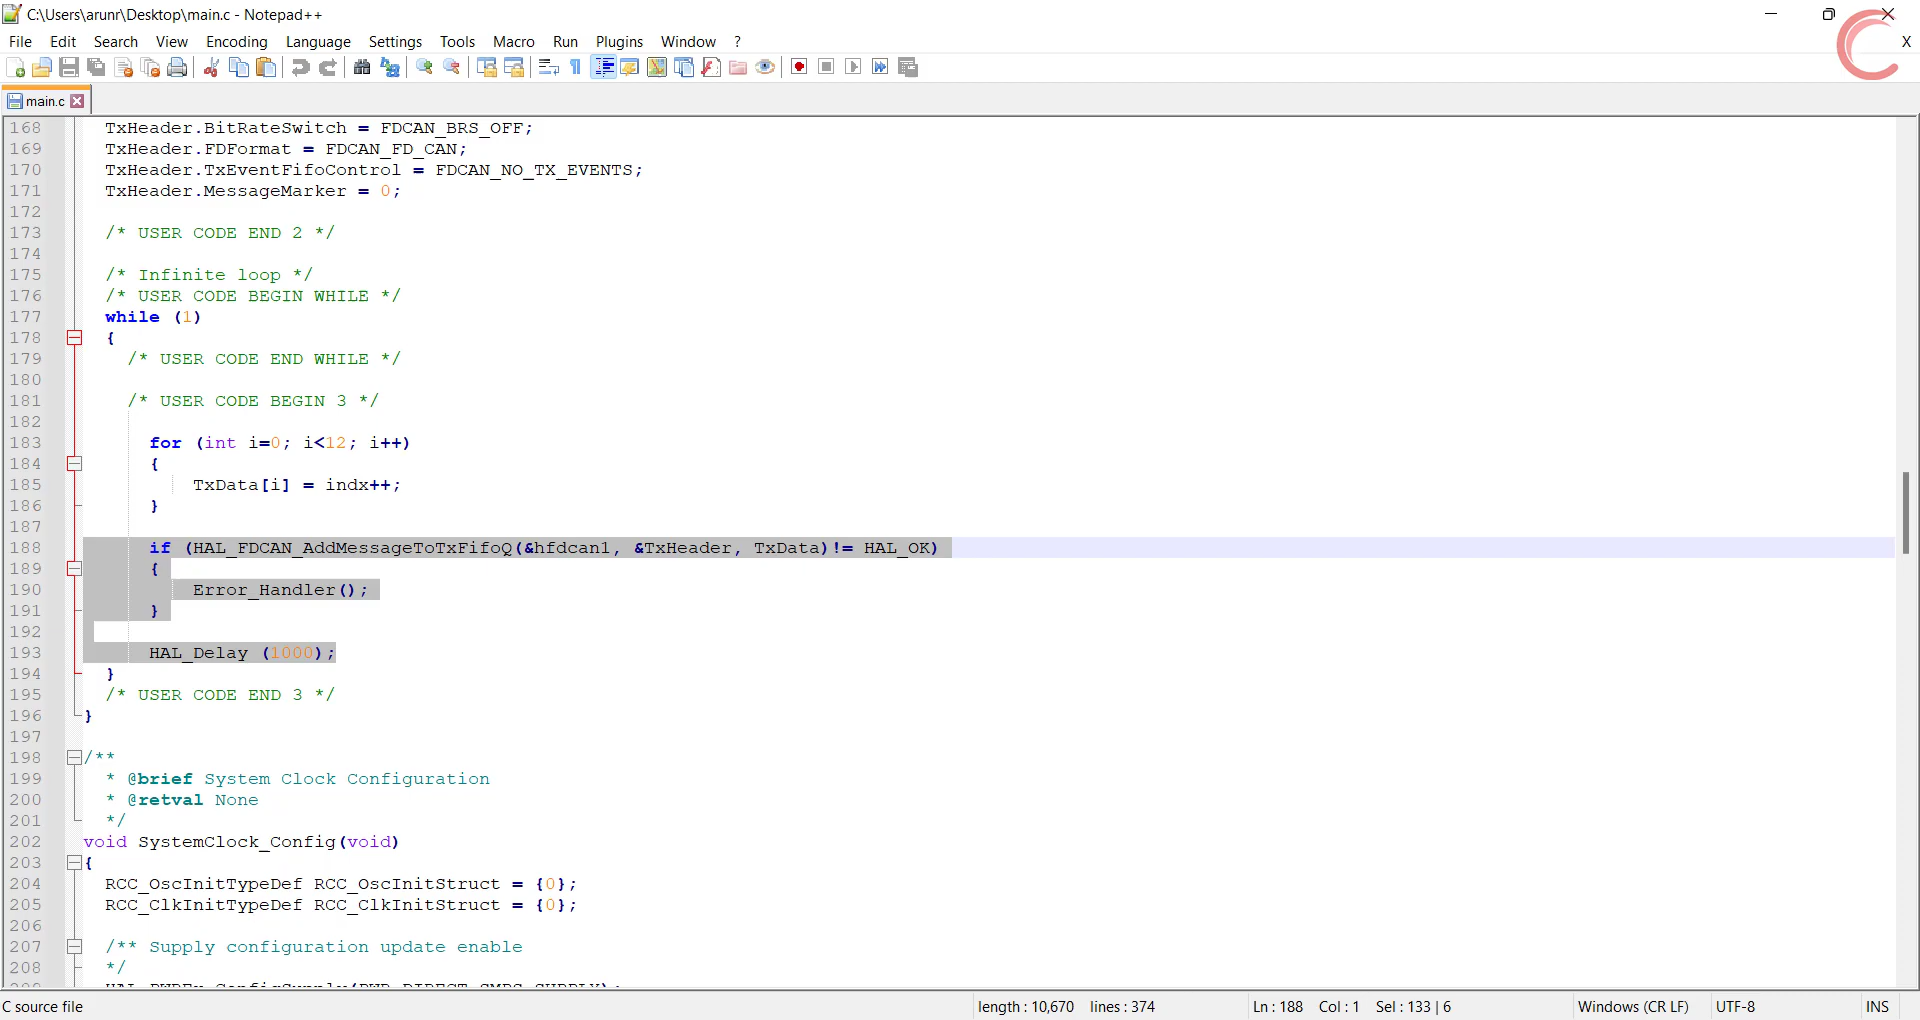 C:\Users\arunr\Desktop\main.c - Notepad++
File Edit Search View Encoding Language Settings Tools Macro Run Plugins Window ? X
main.c
168 TxHeader.BitRateSwitch = FDCAN_BRS_OFF;
169 TxHeader.FDFormat = FDCAN_FD_CAN;
170 TxHeader.TxEventFifoControl = FDCAN_NO_TX_EVENTS;
171 TxHeader.MessageMarker = 0;
172
173 /* USER CODE END 2 */
174
175 /* Infinite loop */
176 /* USER CODE BEGIN WHILE */
177 while (1)
178 {
179 /* USER CODE END WHILE */
180
181 /* USER CODE BEGIN 3 */
182
183 for (int i=0; i<12; i++)
184 {
185 TxData[i] = indx++;
186 }
187
188 if (HAL_FDCAN_AddMessageToTxFifoQ(&hfdcan1, &TxHeader, TxData)!= HAL_OK)
189 {
190 Error_Handler();
191 }
192
193 HAL_Delay (1000);
194 }
195 /* USER CODE END 3 */
196 }
197
198 /**
199 * @brief System Clock Configuration
200 * @retval None
201 */
202 void SystemClock_Config(void)
203 {
204 RCC_OscInitTypeDef RCC_OscInitStruct = {0};
205 RCC_ClkInitTypeDef RCC_ClkInitStruct = {0};
206
207 /** Supply configuration update enable
208 */
C source file length : 10,670 lines : 374 Ln : 188 Col : 1 Sel : 133 | 6 Windows (CR LF) UTF-8 INS